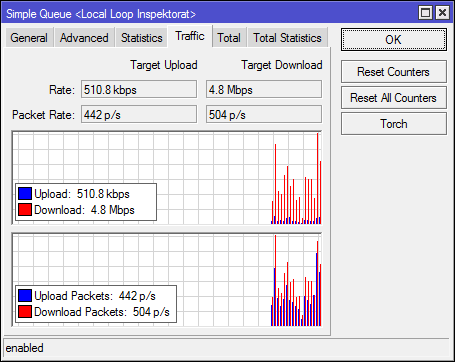 Simple Queue <Local Loop Inspektorat>
General Advanced Statistics Traffic Total Total Statistics
OK
Reset Counters
Reset All Counters
Torch
Target Upload Target Download
Rate: 510.8 kbps 4.8 Mbps
Packet Rate: 442 p/s 504 p/s
Upload: 510.8 kbps
Download: 4.8 Mbps
Upload Packets: 442 p/s
Download Packets: 504 p/s
enabled